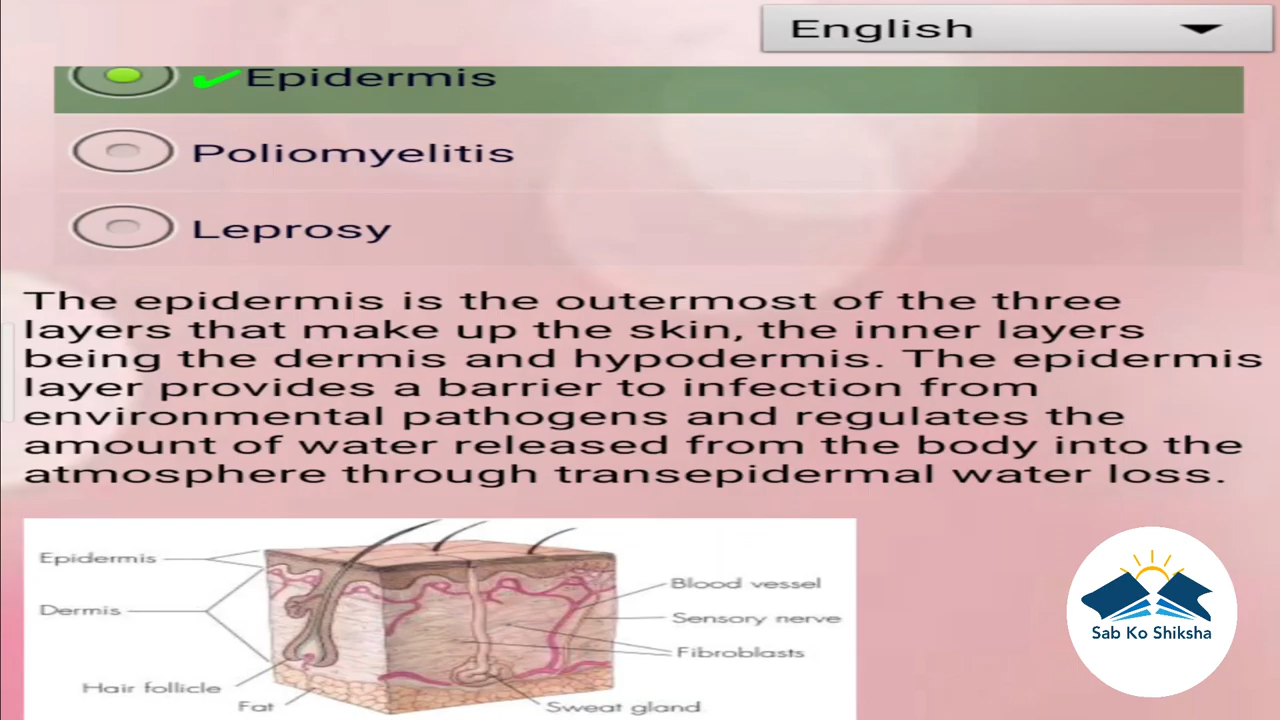 English
✔Epidermis
Poliomyelitis
Leprosy
The epidermis is the outermost of the three
layers that make up the skin, the inner layers
being the dermis and hypodermis. The epidermis
layer provides a barrier to infection from
environmental pathogens and regulates the
amount of water released from the body into the
atmosphere through transepidermal water loss.
Epidermis
Dermis
Hair follicle
Fat
Blood vessel
Sensory nerve
Fibroblasts
Sweat gland
Sab Ko Shiksha